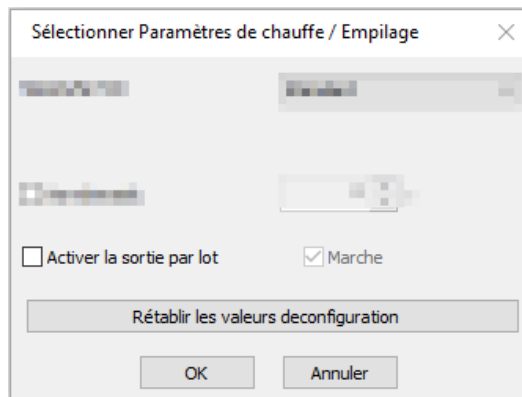 Sélectionner Paramètres de chauffe / Empilage
Activer la sortie par lot
Marche
Rétablir les valeurs deconfiguration
OK
Annuler